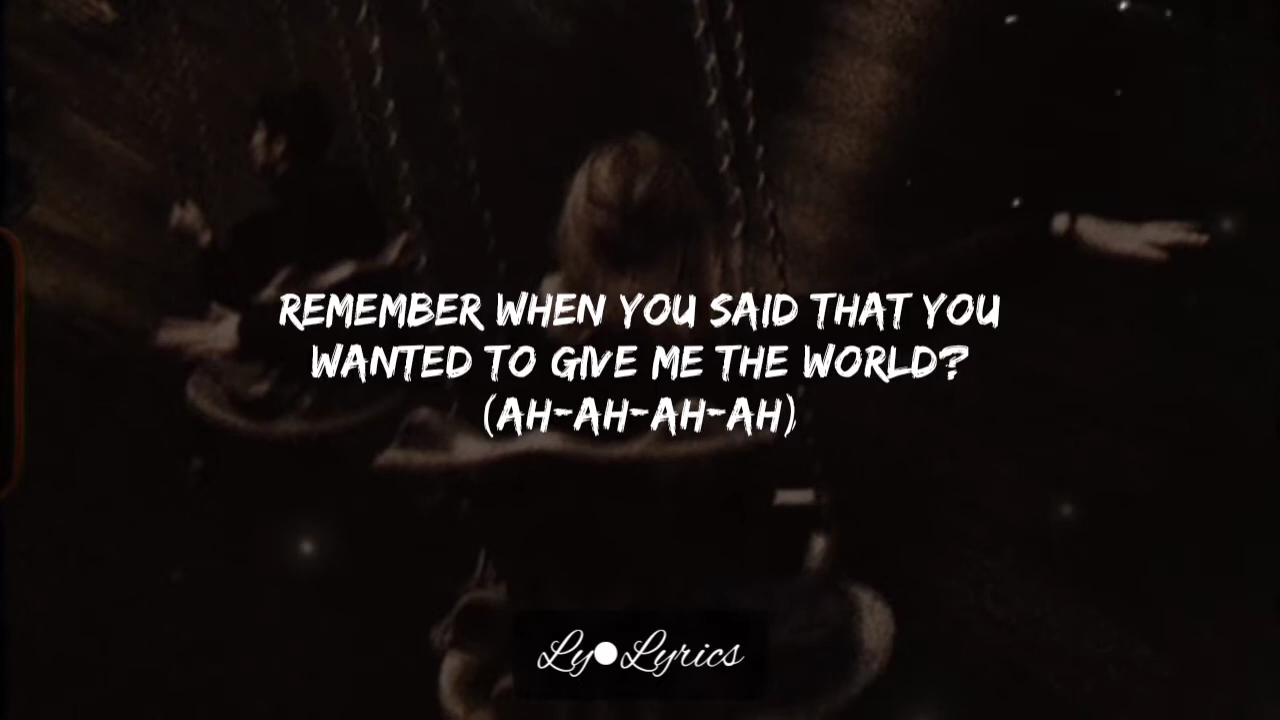 REMEMBER WHEN YOU SAID THAT YOU
WANTED TO GIVE ME THE WORLD?
(AH-AH-AH-AH)
Ly●Lyrics